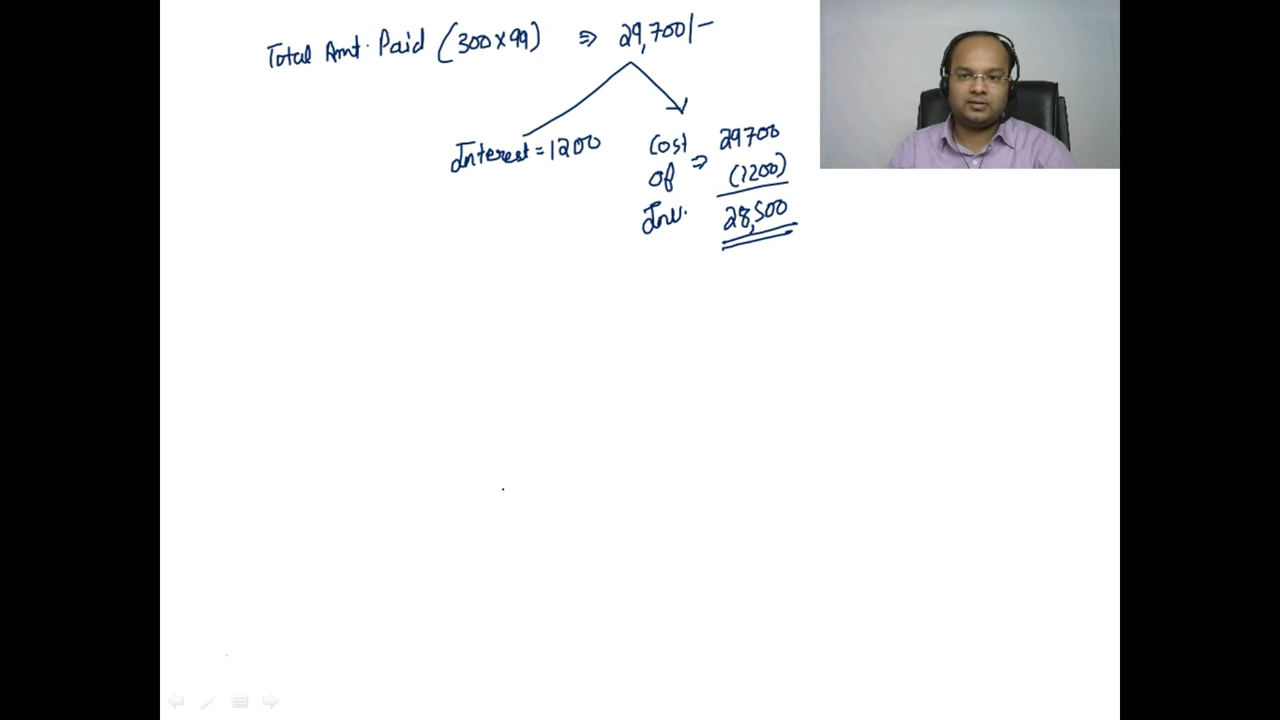 Total Amt. Paid (300×99) ⇒ 29,700/-
Interest = 1200
Cost of Inv. ⇒ 29700
(1200)
28,500